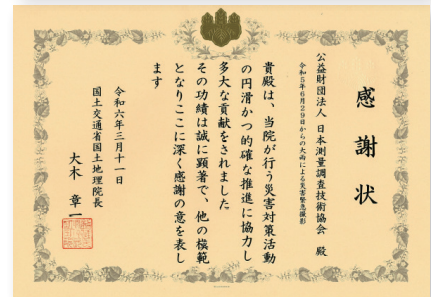 感謝状
公益財団法人 日本測量調査技術協会 殿
令和5年6月29日からの大雨による災害緊急撮影
貴殿は、当院が行う災害対策活動
の円滑かつ的確な推進に協力し
多大な貢献をされました
その功績は誠に顕著で、他の模範
となりここに深く感謝の意を表し
ます
令和六年三月十一日
国土交通省国土地理院長
大木 章一